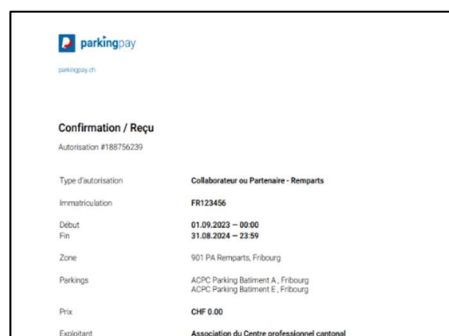 parkingpay
parkingpay.ch
Confirmation / Reçu
Autorisation #188756239
Type d'autorisation Collaborateur ou Partenaire - Remparts
Immatriculation FR123456
Début 01.09.2023 — 00:00
Fin 31.08.2024 — 23:59
Zone 901 PA Remparts, Fribourg
Parkings ACPC Parking Batiment A , Fribourg
ACPC Parking Batiment E , Fribourg
Prix CHF 0.00
Exploitant Association du Centre professionnel cantonal